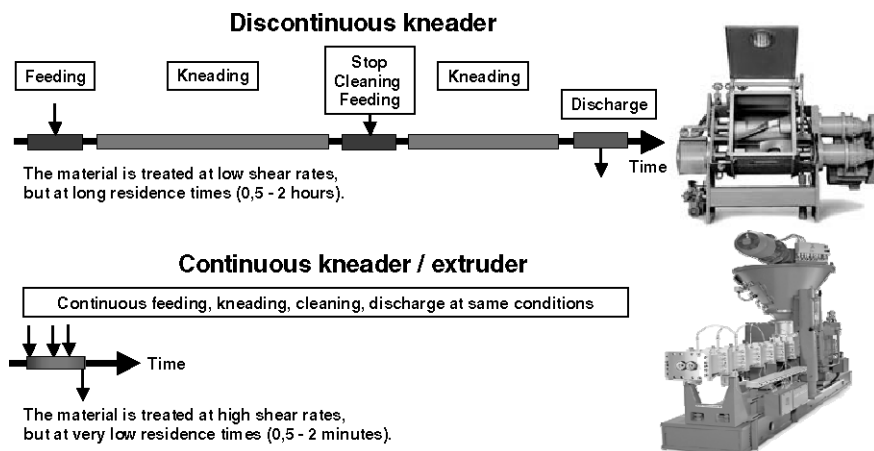 Discontinuous kneader
Feeding
Kneading
Stop
Cleaning
Feeding
Kneading
Discharge
Time
The material is treated at low shear rates,
but at long residence times (0,5 - 2 hours).
Continuous kneader / extruder
Continuous feeding, kneading, cleaning, discharge at same conditions
Time
The material is treated at high shear rates,
but at very low residence times (0,5 - 2 minutes).